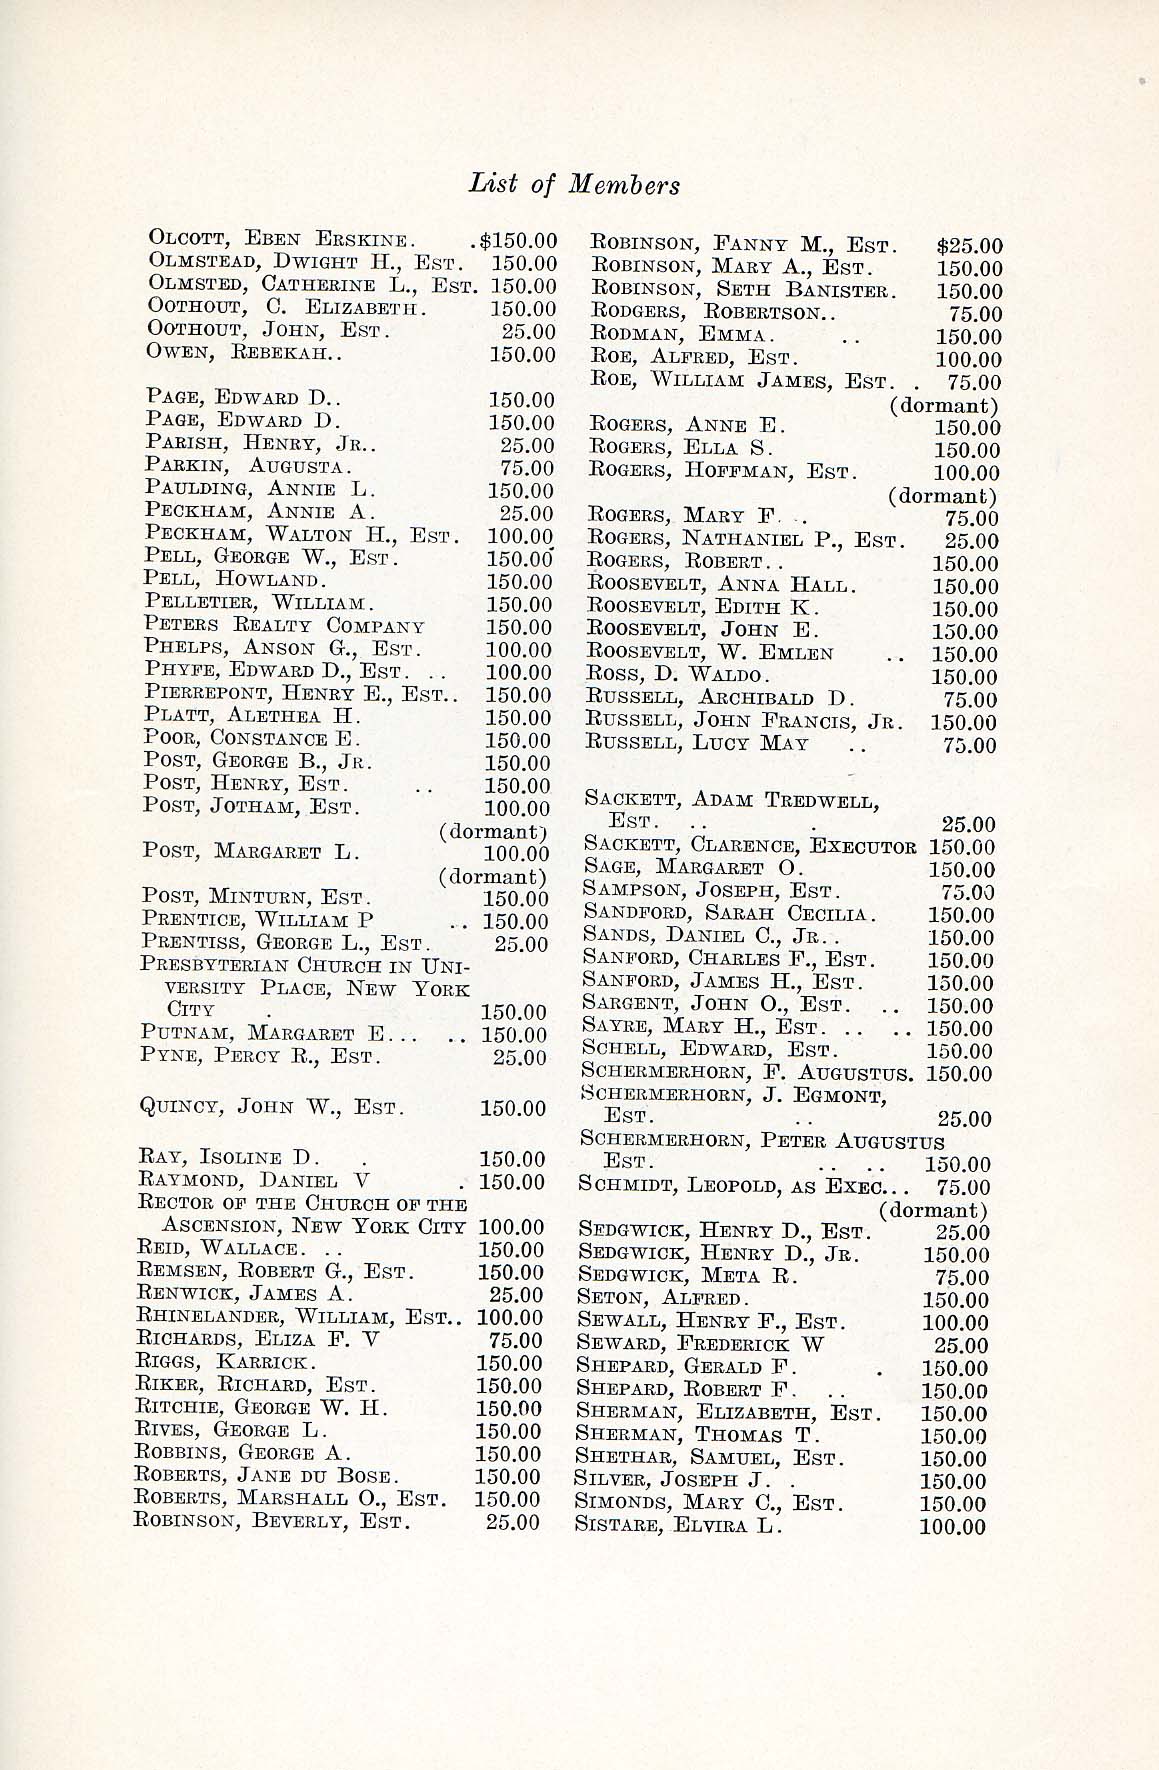 List of Members
Olcott, Eben Erskine. .$150.00
Olmstead, Dwight H., Est. 150.00
Olmsted, Catherine L., Est. 150.00
Oothout, C. Elizabeth. 150.00
Oothout, John, Est. 25.00
Owen, Rebekah.. 150.00
Page, Edward D.. 150.00
Page, Edward D. 150.00
Parish, Henry, Jr.. 25.00
Parkin, Augusta. 75.00
Paulding, Annie L. 150.00
Peckham, Annie A. 25.00
Peckham, Walton H., Est. 100.00
Pell, George W., Est. 150.00
Pell, Howland. 150.00
Pelletier, William. 150.00
Peters Realty Company 150.00
Phelps, Anson G., Est. 100.00
Phyfe, Edward D., Est. .. 100.00
Pierrepont, Henry E., Est.. 150.00
Platt, Alethea H. 150.00
Poor, Constance E. 150.00
Post, George B., Jr. 150.00
Post, Henry, Est. .. 150.00
Post, Jotham, Est. 100.00
(dormant)
Post, Margaret L. 100.00
(dormant)
Post, Minturn, Est. 150.00
Prentice, William P .. 150.00
Prentiss, George L., Est. 25.00
Presbyterian Church in Uni-
versity Place, New York
City . 150.00
Putnam, Margaret E... .. 150.00
Pyne, Percy R., Est. 25.00
Quincy, John W., Est. 150.00
Ray, Isoline D. . 150.00
Raymond, Daniel V . 150.00
Rector of the Church of the
Ascension, New York City 100.00
Reid, Wallace. .. 150.00
Remsen, Robert G., Est. 150.00
Renwick, James A. 25.00
Rhinelander, William, Est.. 100.00
Richards, Eliza F. V 75.00
Riggs, Karrick. 150.00
Riker, Richard, Est. 150.00
Ritchie, George W. H. 150.00
Rives, George L. 150.00
Robbins, George A. 150.00
Roberts, Jane du Bose. 150.00
Roberts, Marshall O., Est. 150.00
Robinson, Beverly, Est. 25.00
Robinson, Fanny M., Est. $25.00
Robinson, Mary A., Est. 150.00
Robinson, Seth Banister. 150.00
Rodgers, Robertson.. 75.00
Rodman, Emma. .. 150.00
Roe, Alfred, Est. 100.00
Roe, William James, Est. . 75.00
(dormant)
Rogers, Anne E. 150.00
Rogers, Ella S. 150.00
Rogers, Hoffman, Est. 100.00
(dormant)
Rogers, Mary F. .. 75.00
Rogers, Nathaniel P., Est. 25.00
Rogers, Robert.. 150.00
Roosevelt, Anna Hall. 150.00
Roosevelt, Edith K. 150.00
Roosevelt, John E. 150.00
Roosevelt, W. Emlen .. 150.00
Ross, D. Waldo. 150.00
Russell, Archibald D. 75.00
Russell, John Francis, Jr. 150.00
Russell, Lucy May .. 75.00
Sackett, Adam Tredwell,
Est. .. . 25.00
Sackett, Clarence, Executor 150.00
Sage, Margaret O. 150.00
Sampson, Joseph, Est. 75.00
Sandford, Sarah Cecilia. 150.00
Sands, Daniel C., Jr.. 150.00
Sanford, Charles F., Est. 150.00
Sanford, James H., Est. 150.00
Sargent, John O., Est. .. 150.00
Sayre, Mary H., Est. .. .. 150.00
Schell, Edward, Est. 150.00
Schermerhorn, F. Augustus. 150.00
Schermerhorn, J. Egmont,
Est. .. 25.00
Schermerhorn, Peter Augustus
Est. .. .. 150.00
Schmidt, Leopold, as Exec... 75.00
(dormant)
Sedgwick, Henry D., Est. 25.00
Sedgwick, Henry D., Jr. 150.00
Sedgwick, Meta R. 75.00
Seton, Alfred. 150.00
Sewall, Henry F., Est. 100.00
Seward, Frederick W 25.00
Shepard, Gerald F. . 150.00
Shepard, Robert F. .. 150.00
Sherman, Elizabeth, Est. 150.00
Sherman, Thomas T. 150.00
Shethar, Samuel, Est. 150.00
Silver, Joseph J. . 150.00
Simonds, Mary C., Est. 150.00
Sistare, Elvira L. 100.00